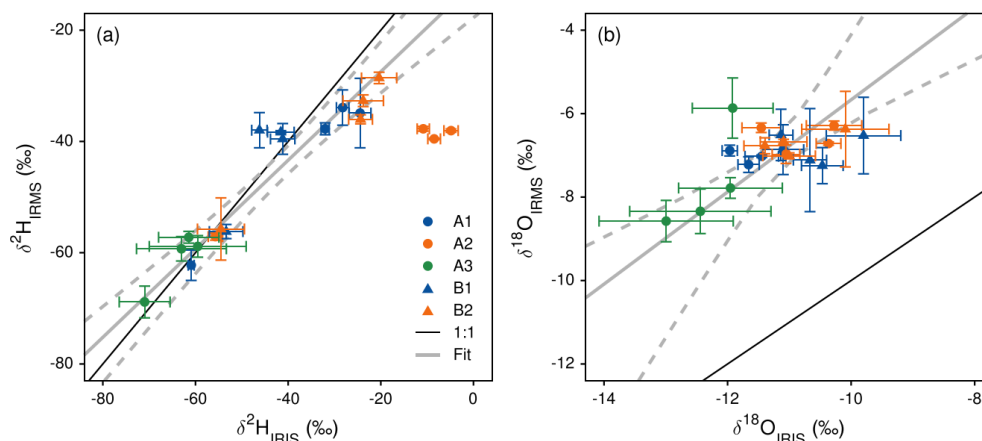 (a)
-20
-40
-60
-80
δ²H_IRMS (‰)
-80 -60 -40 -20 0
δ²H_IRIS (‰)
A1
A2
A3
B1
B2
1:1
Fit
(b)
-4
-6
-8
-10
-12
δ¹⁸O_IRMS (‰)
-14 -12 -10 -8
δ¹⁸O_IRIS (‰)